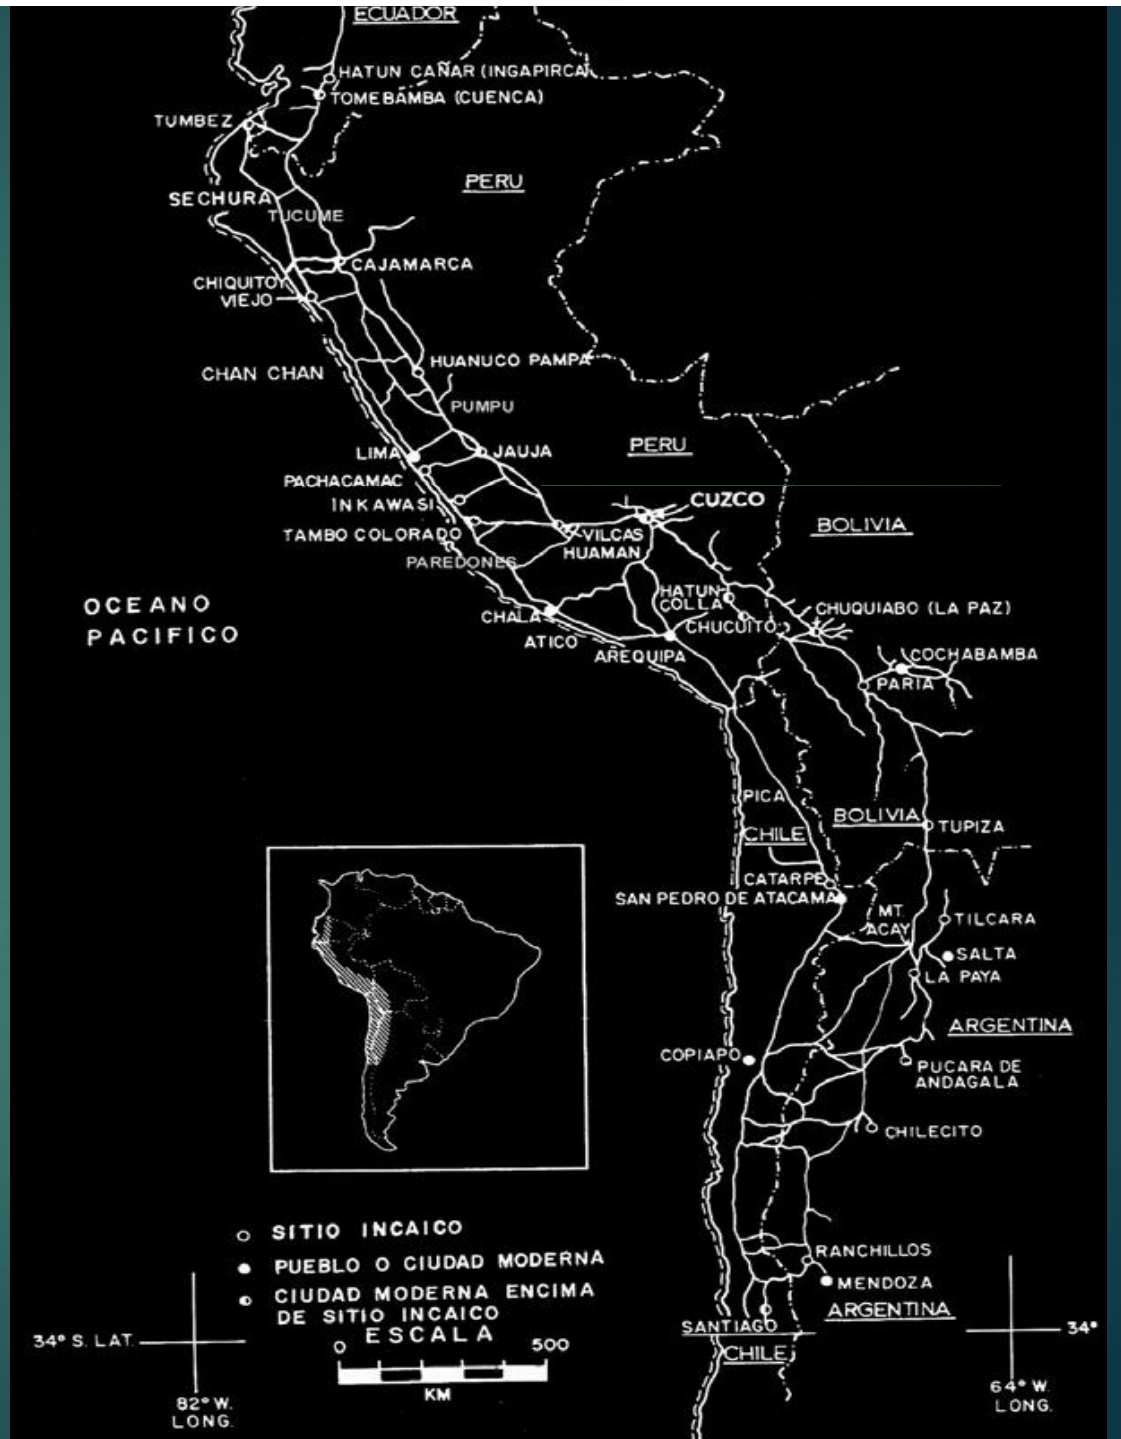 ECUADOR
HATUN CAÑAR (INGAPIRCA)
TOMEBAMBA (CUENCA)
TUMBEZ
PERU
SECHURA
TUCUME
CAJAMARCA
CHIQUITOY
VIEJO
HUANUCO PAMPA
CHAN CHAN
PUMPU
PERU
LIMA
JAUJA
PACHACAMAC
INKAWASI
CUZCO
TAMBO COLORADO
VILCAS
HUAMAN
BOLIVIA
PAREDONES
HATUN
COLLA
OCEANO
PACIFICO
CHALA
CHUCUITO
CHUQUIABO (LA PAZ)
ATICO
AREQUIPA
COCHABAMBA
PARIA
PICA
CHILE
BOLIVIA
TUPIZA
CATARPE
SAN PEDRO DE ATACAMA
MT.
ACAY
TILCARA
SALTA
LA PAYA
ARGENTINA
COPIAPO
PUCARA DE
ANDAGALA
CHILECITO
SITIO INCAICO
PUEBLO O CIUDAD MODERNA
CIUDAD MODERNA ENCIMA
DE SITIO INCAICO
RANCHILLOS
MENDOZA
ARGENTINA
SANTIAGO
CHILE
34° S. LAT.
ESCALA
0 500
KM
34°
82° W.
LONG.
64° W.
LONG.